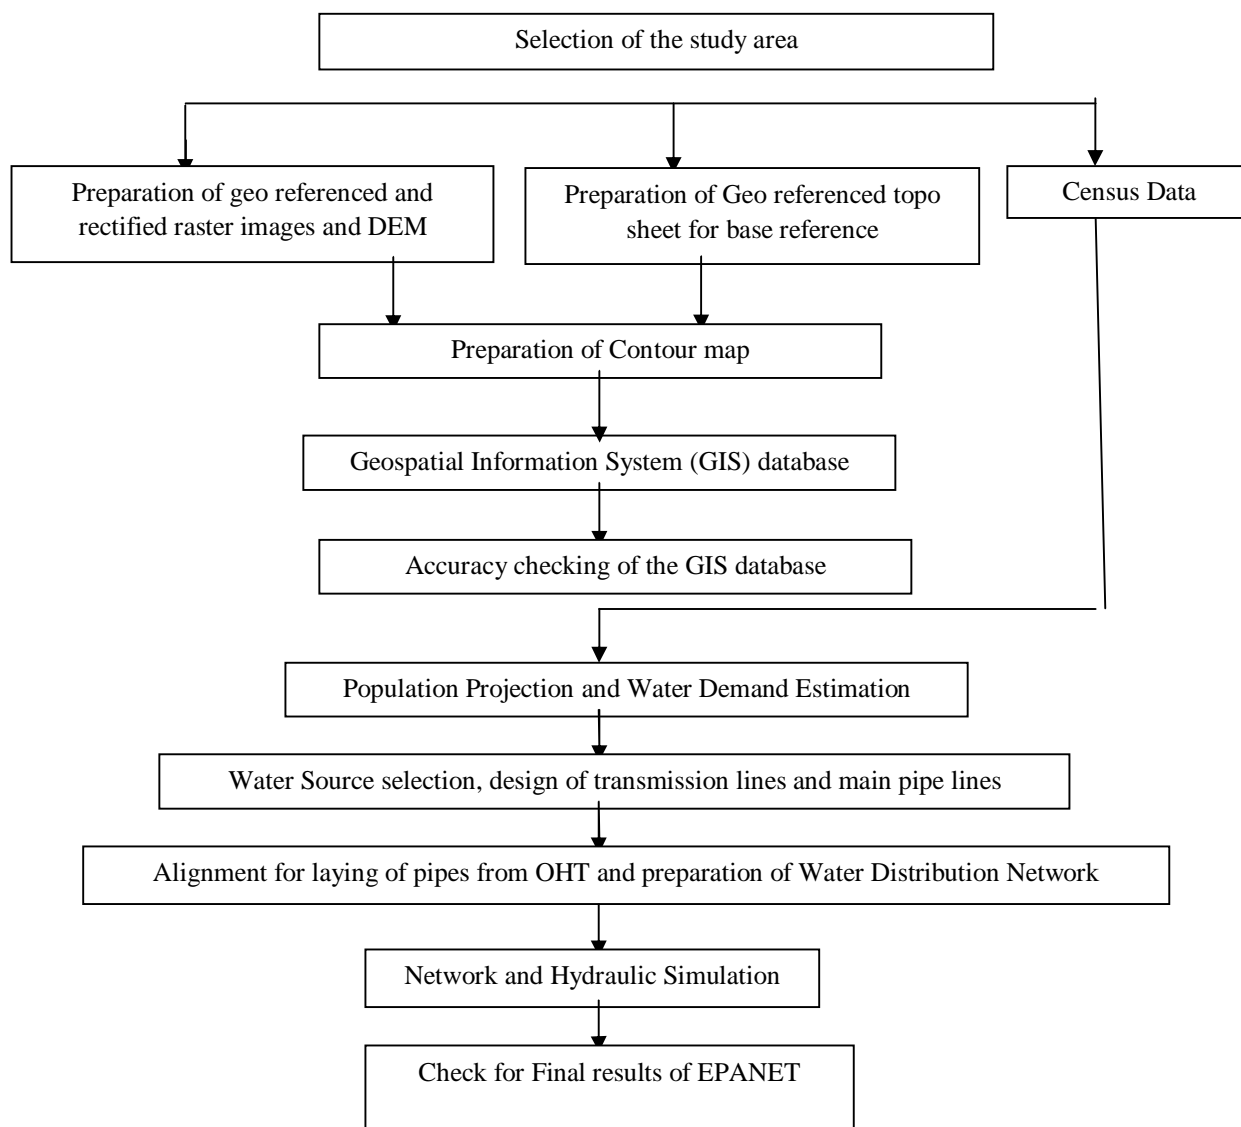 Selection of the study area
Preparation of geo referenced and
rectified raster images and DEM
Preparation of Geo referenced topo
sheet for base reference
Census Data
Preparation of Contour map
Geospatial Information System (GIS) database
Accuracy checking of the GIS database
Population Projection and Water Demand Estimation
Water Source selection, design of transmission lines and main pipe lines
Alignment for laying of pipes from OHT and preparation of Water Distribution Network
Network and Hydraulic Simulation
Check for Final results of EPANET